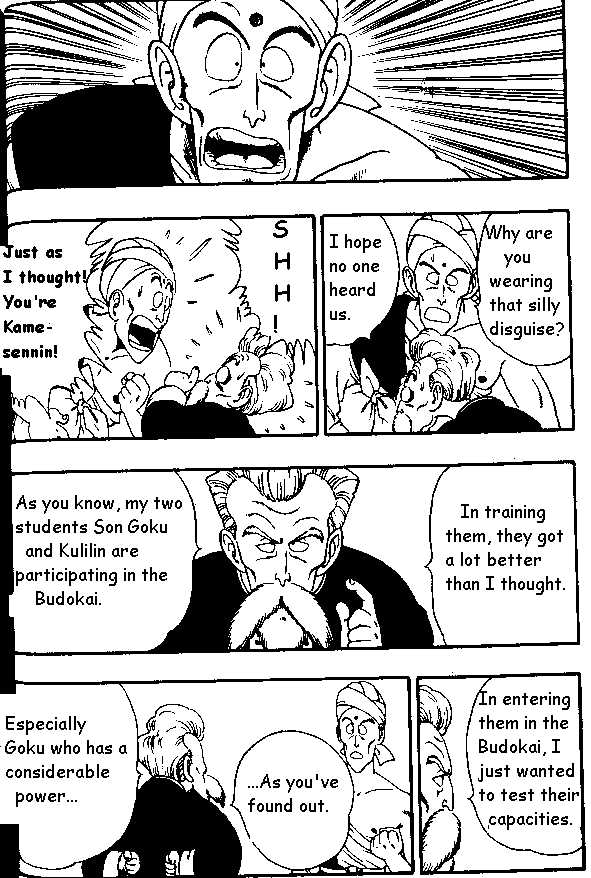 Just as
I thought!
You're
Kame-
sennin!
S
H
H
!
I hope
no one
heard
us.
Why are
you
wearing
that silly
disguise?
As you know, my two
students Son Goku
and Kulilin are
participating in the
Budokai.
In training
them, they got
a lot better
than I thought.
Especially
Goku who has a
considerable
power...
...As you've
found out.
In entering
them in the
Budokai, I
just wanted
to test their
capacities.